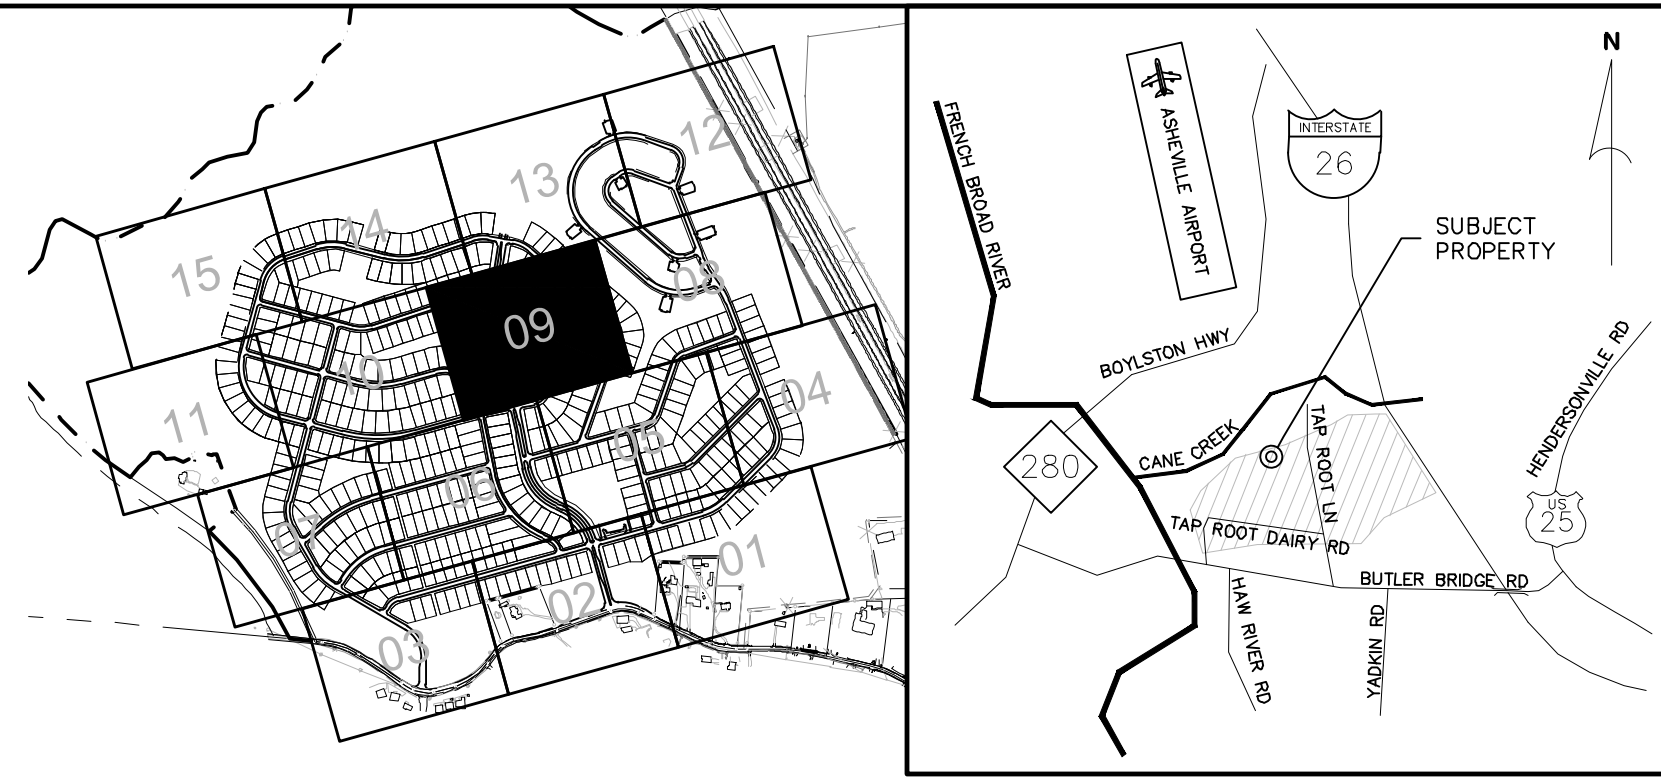 12
13
14
15
08
09
10
11
04
05
06
07
01
02
03
N
FRENCH BROAD RIVER
ASHEVILLE AIRPORT
INTERSTATE
26
SUBJECT
PROPERTY
BOYLSTON HWY
HENDERSONVILLE RD
CANE CREEK
TAP ROOT LN
280
US
25
TAP ROOT DAIRY RD
BUTLER BRIDGE RD
HAW RIVER RD
YADKIN RD